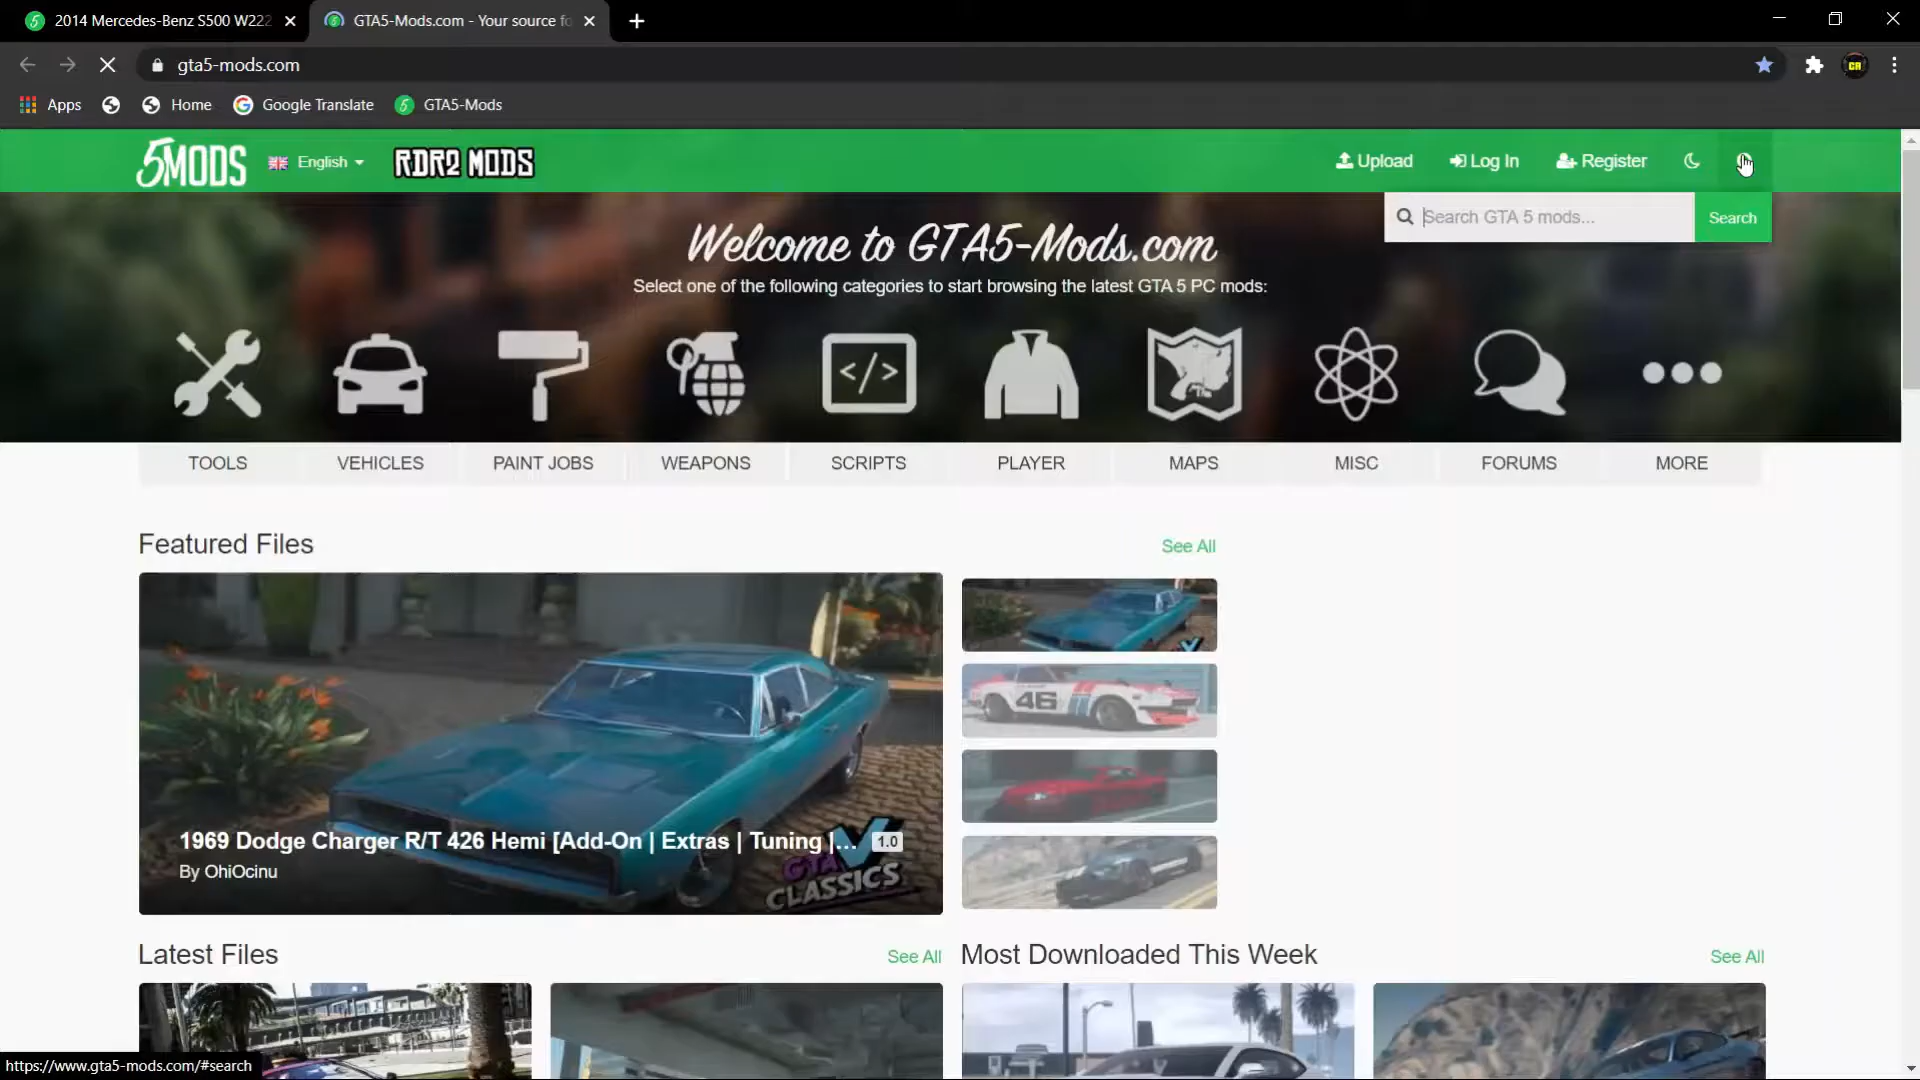 2014 Mercedes-Benz S500 W222
GTA5-Mods.com - Your source fo
gta5-mods.com
Apps
Home
Google Translate
GTA5-Mods
5MODS
English
RDR2 MODS
Upload
Log In
Register
Search GTA 5 mods...
Search
Welcome to GTA5-Mods.com
Select one of the following categories to start browsing the latest GTA 5 PC mods:
TOOLS
VEHICLES
PAINT JOBS
WEAPONS
SCRIPTS
PLAYER
MAPS
MISC
FORUMS
MORE
Featured Files
See All
46
1969 Dodge Charger R/T 426 Hemi [Add-On | Extras | Tuning |...
1.0
By OhiOcinu
GTA V
CLASSICS
Latest Files
See All
Most Downloaded This Week
See All
https://www.gta5-mods.com/#search